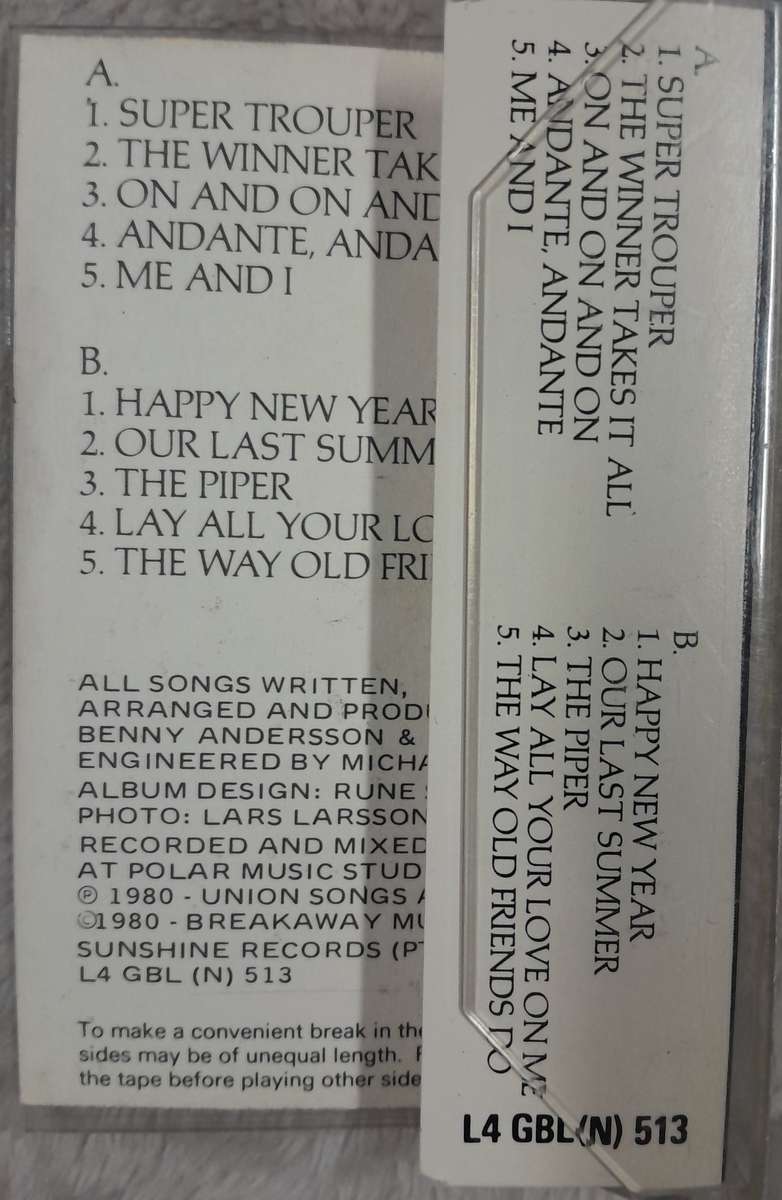 A.
1. SUPER TROUPER
2. THE WINNER TAK
3. ON AND ON AND
4. ANDANTE, ANDA
5. ME AND I
B.
1. HAPPY NEW YEAR
2. OUR LAST SUMM
3. THE PIPER
4. LAY ALL YOUR LO
5. THE WAY OLD FRI
ALL SONGS WRITTEN,
ARRANGED AND PRODU
BENNY ANDERSSON &
ENGINEERED BY MICHA
ALBUM DESIGN: RUNE
PHOTO: LARS LARSSON
RECORDED AND MIXED
AT POLAR MUSIC STUD
℗ 1980 - UNION SONGS A
©1980 - BREAKAWAY MU
SUNSHINE RECORDS (PT
L4 GBL (N) 513
To make a convenient break in the
sides may be of unequal length.
the tape before playing other side
A.
1. SUPER TROUPER
2. THE WINNER TAKES IT ALL
3. ON AND ON AND ON
4. ANDANTE, ANDANTE
5. ME AND I
B.
1. HAPPY NEW YEAR
2. OUR LAST SUMMER
3. THE PIPER
4. LAY ALL YOUR LOVE ON ME
5. THE WAY OLD FRIENDS DO
L4 GBL (N) 513